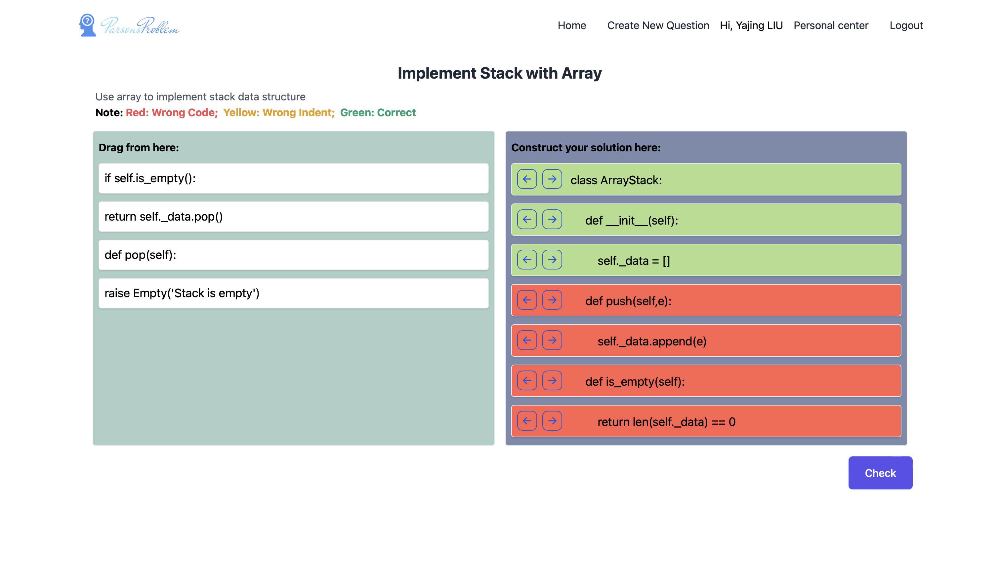 ParsonsProblem
Home Create New Question Hi, Yajing LIU Personal center Logout
Implement Stack with Array
Use array to implement stack data structure
Note: Red: Wrong Code; Yellow: Wrong Indent; Green: Correct
Drag from here:
if self.is_empty():
return self._data.pop()
def pop(self):
raise Empty('Stack is empty')
Construct your solution here:
class ArrayStack:
def __init__(self):
self._data = []
def push(self,e):
self._data.append(e)
def is_empty(self):
return len(self._data) == 0
Check